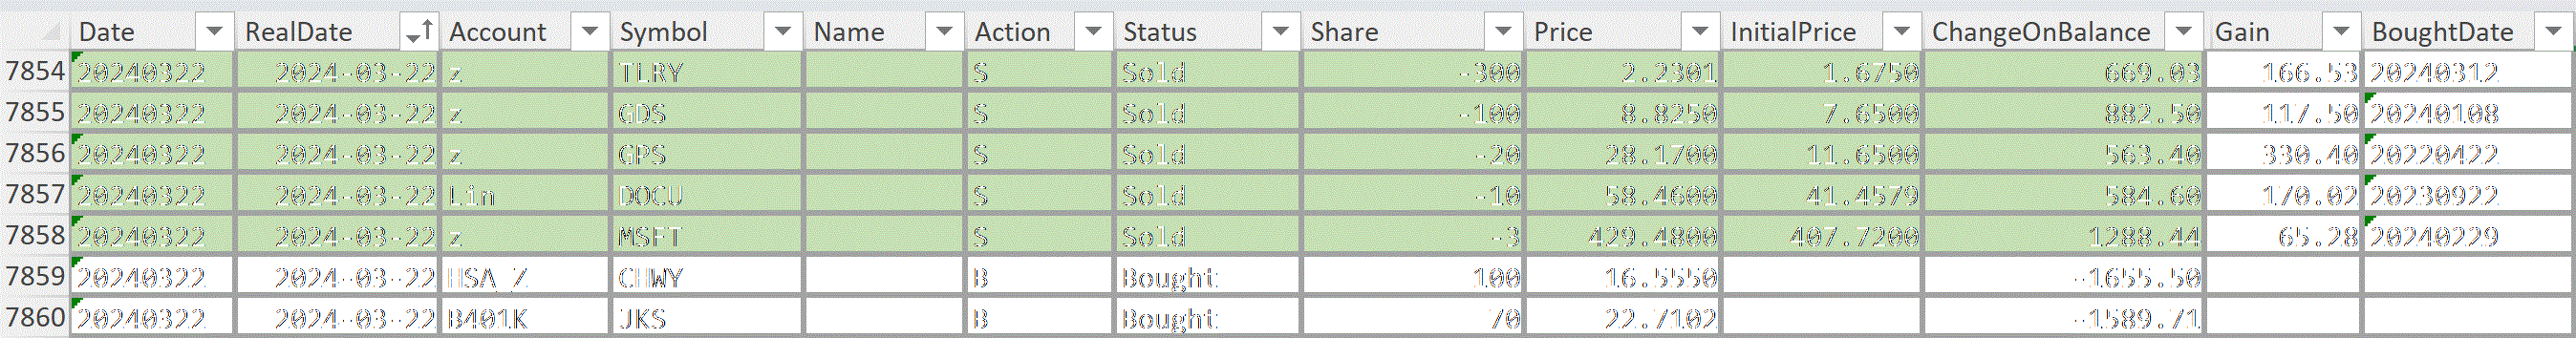 Date RealDate Account Symbol Name Action Status Share Price InitialPrice ChangeOnBalance Gain BoughtDate
7854 20240322 2024-03-22 z TLRY S Sold -300 2.2301 1.6750 669.03 166.53 20240312
7855 20240322 2024-03-22 z GDS S Sold -100 8.8250 7.6500 882.50 117.50 20240108
7856 20240322 2024-03-22 z GPS S Sold -20 28.1700 11.6500 563.40 330.40 20220422
7857 20240322 2024-03-22 Lin DOCU S Sold -10 58.4600 41.4579 584.60 170.02 20230922
7858 20240322 2024-03-22 z MSFT S Sold -3 429.4800 407.7200 1288.44 65.28 20240229
7859 20240322 2024-03-22 HSA_Z CHWY B Bought 100 16.5550 -1655.50
7860 20240322 2024-03-22 B401K JKS B Bought 70 22.7102 -1589.71